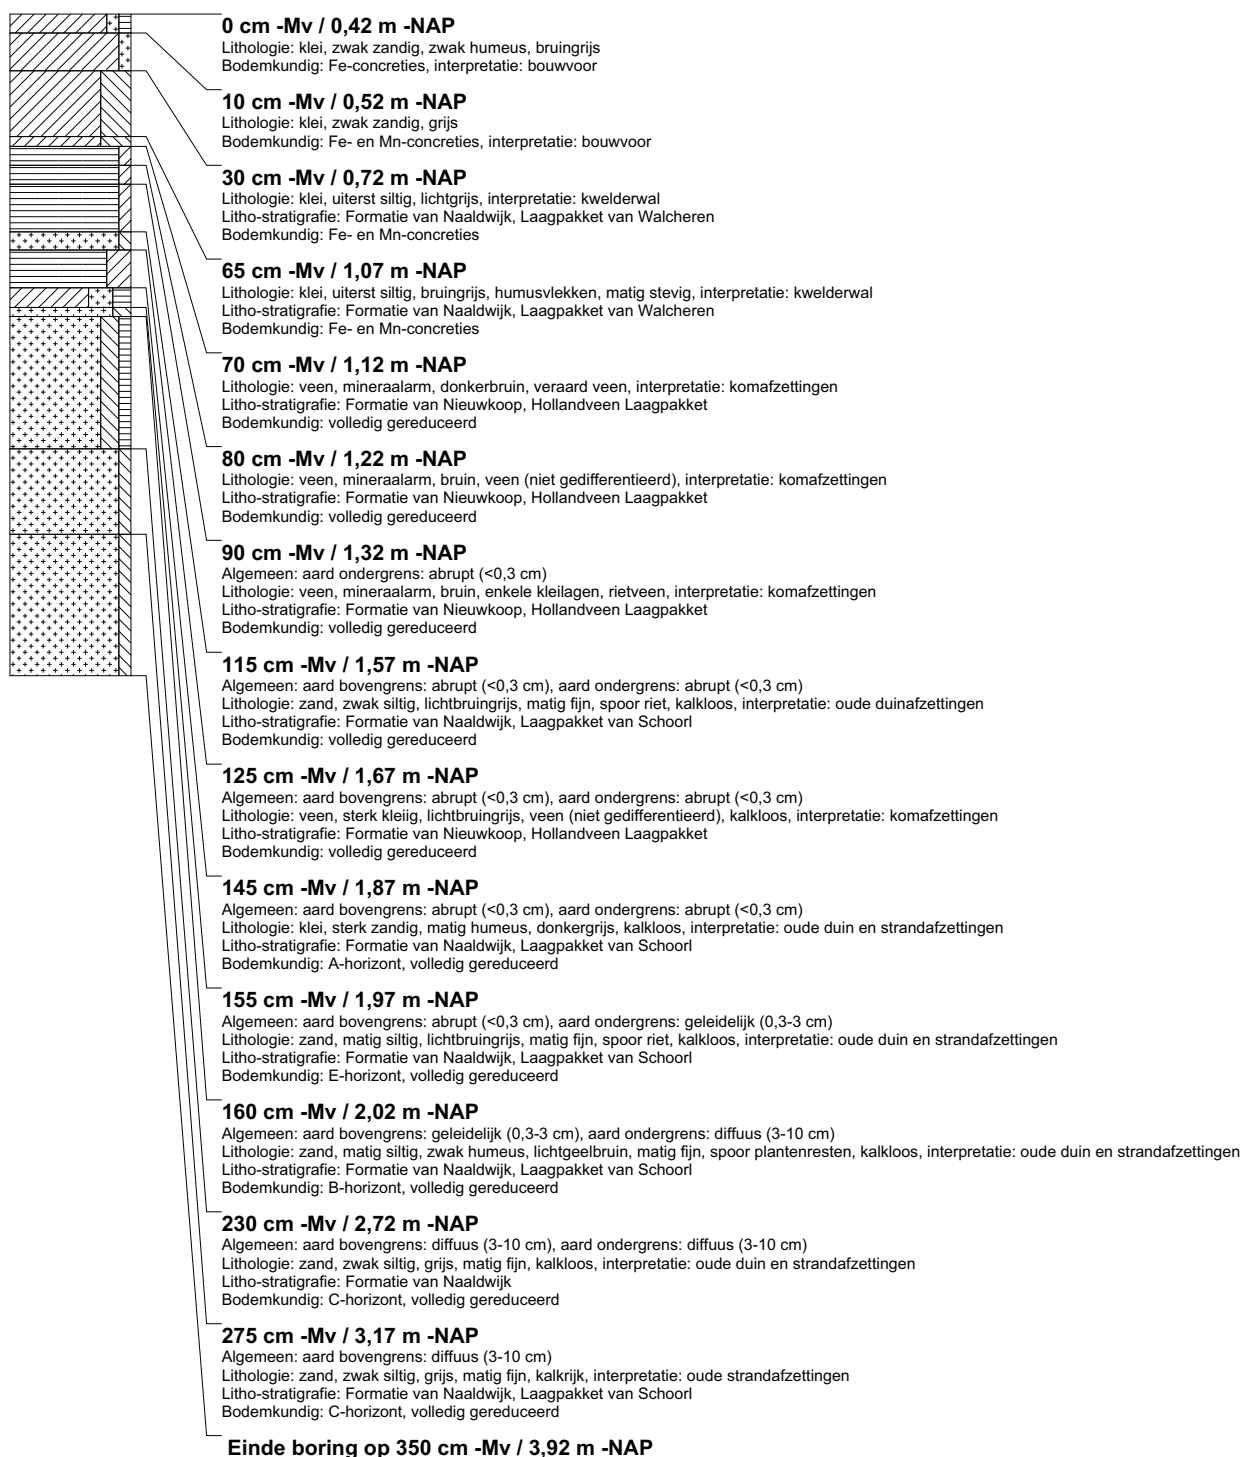 0 cm -Mv / 0,42 m -NAP
Lithologie: klei, zwak zandig, zwak humeus, bruingrijs
Bodemkundig: Fe-concreties, interpretatie: bouwvoor
10 cm -Mv / 0,52 m -NAP
Lithologie: klei, zwak zandig, grijs
Bodemkundig: Fe- en Mn-concreties, interpretatie: bouwvoor
30 cm -Mv / 0,72 m -NAP
Lithologie: klei, uiterst siltig, lichtgrijs, interpretatie: kwelderwal
Litho-stratigrafie: Formatie van Naaldwijk, Laagpakket van Walcheren
Bodemkundig: Fe- en Mn-concreties
65 cm -Mv / 1,07 m -NAP
Lithologie: klei, uiterst siltig, bruingrijs, humusvlekken, matig stevig, interpretatie: kwelderwal
Litho-stratigrafie: Formatie van Naaldwijk, Laagpakket van Walcheren
Bodemkundig: Fe- en Mn-concreties
70 cm -Mv / 1,12 m -NAP
Lithologie: veen, mineraalarm, donkerbruin, veraard veen, interpretatie: komafzettingen
Litho-stratigrafie: Formatie van Nieuwkoop, Hollandveen Laagpakket
Bodemkundig: volledig gereduceerd
80 cm -Mv / 1,22 m -NAP
Lithologie: veen, mineraalarm, bruin, veen (niet gedifferentieerd), interpretatie: komafzettingen
Litho-stratigrafie: Formatie van Nieuwkoop, Hollandveen Laagpakket
Bodemkundig: volledig gereduceerd
90 cm -Mv / 1,32 m -NAP
Algemeen: aard ondergrens: abrupt (<0,3 cm)
Lithologie: veen, mineraalarm, bruin, enkele kleilagen, rietveen, interpretatie: komafzettingen
Litho-stratigrafie: Formatie van Nieuwkoop, Hollandveen Laagpakket
Bodemkundig: volledig gereduceerd
115 cm -Mv / 1,57 m -NAP
Algemeen: aard bovengrens: abrupt (<0,3 cm), aard ondergrens: abrupt (<0,3 cm)
Lithologie: zand, zwak siltig, lichtbruingrijs, matig fijn, spoor riet, kalkloos, interpretatie: oude duinafzettingen
Litho-stratigrafie: Formatie van Naaldwijk, Laagpakket van Schoorl
Bodemkundig: volledig gereduceerd
125 cm -Mv / 1,67 m -NAP
Algemeen: aard bovengrens: abrupt (<0,3 cm), aard ondergrens: abrupt (<0,3 cm)
Lithologie: veen, sterk kleiig, lichtbruingrijs, veen (niet gedifferentieerd), kalkloos, interpretatie: komafzettingen
Litho-stratigrafie: Formatie van Nieuwkoop, Hollandveen Laagpakket
Bodemkundig: volledig gereduceerd
145 cm -Mv / 1,87 m -NAP
Algemeen: aard bovengrens: abrupt (<0,3 cm), aard ondergrens: abrupt (<0,3 cm)
Lithologie: klei, sterk zandig, matig humeus, donkergrijs, kalkloos, interpretatie: oude duin en strandafzettingen
Litho-stratigrafie: Formatie van Naaldwijk, Laagpakket van Schoorl
Bodemkundig: A-horizont, volledig gereduceerd
155 cm -Mv / 1,97 m -NAP
Algemeen: aard bovengrens: abrupt (<0,3 cm), aard ondergrens: geleidelijk (0,3-3 cm)
Lithologie: zand, matig siltig, lichtbruingrijs, matig fijn, spoor riet, kalkloos, interpretatie: oude duin en strandafzettingen
Litho-stratigrafie: Formatie van Naaldwijk, Laagpakket van Schoorl
Bodemkundig: E-horizont, volledig gereduceerd
160 cm -Mv / 2,02 m -NAP
Algemeen: aard bovengrens: geleidelijk (0,3-3 cm), aard ondergrens: diffuus (3-10 cm)
Lithologie: zand, matig siltig, zwak humeus, lichtgeelbruin, matig fijn, spoor plantenresten, kalkloos, interpretatie: oude duin en strandafzettingen
Litho-stratigrafie: Formatie van Naaldwijk, Laagpakket van Schoorl
Bodemkundig: B-horizont, volledig gereduceerd
230 cm -Mv / 2,72 m -NAP
Algemeen: aard bovengrens: diffuus (3-10 cm), aard ondergrens: diffuus (3-10 cm)
Lithologie: zand, zwak siltig, grijs, matig fijn, kalkloos, interpretatie: oude duin en strandafzettingen
Litho-stratigrafie: Formatie van Naaldwijk
Bodemkundig: C-horizont, volledig gereduceerd
275 cm -Mv / 3,17 m -NAP
Algemeen: aard bovengrens: diffuus (3-10 cm)
Lithologie: zand, zwak siltig, grijs, matig fijn, kalkrijk, interpretatie: oude strandafzettingen
Litho-stratigrafie: Formatie van Naaldwijk, Laagpakket van Schoorl
Bodemkundig: C-horizont, volledig gereduceerd
Einde boring op 350 cm -Mv / 3,92 m -NAP